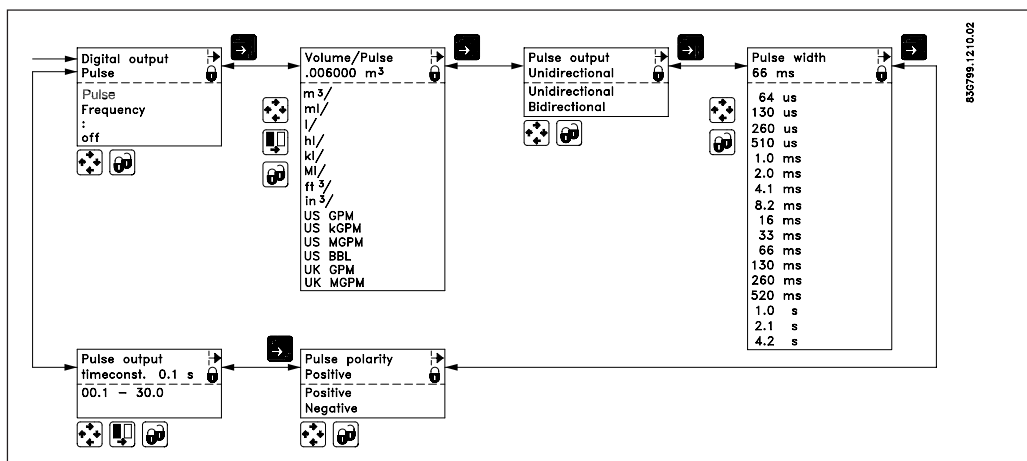 Digital output
Pulse
Pulse
Frequency
:
off
Volume/Pulse
.006000 m3
m3/
ml/
l/
hl/
kl/
Ml/
ft3/
in3/
US GPM
US kGPM
US MGPM
US BBL
UK GPM
UK MGPM
Pulse output
Unidirectional
Unidirectional
Bidirectional
Pulse width
66 ms
64 us
130 us
260 us
510 us
1.0 ms
2.0 ms
4.1 ms
8.2 ms
16 ms
33 ms
66 ms
130 ms
260 ms
520 ms
1.0 s
2.1 s
4.2 s
83G799.1210.02
Pulse output
timeconst. 0.1 s
00.1 – 30.0
Pulse polarity
Positive
Positive
Negative